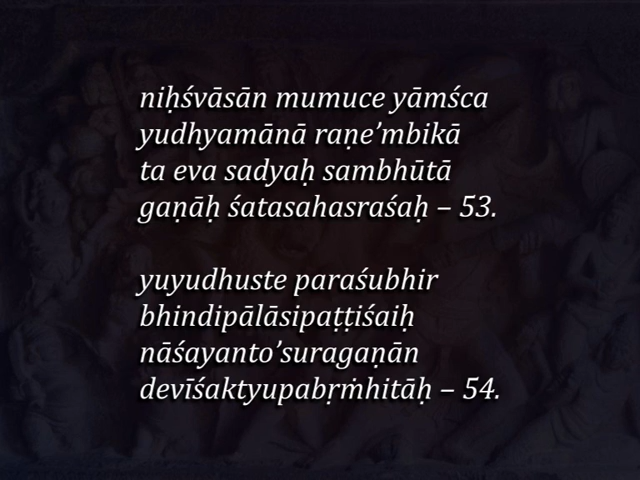 niḥśvāsān mumuce yāmśca
yudhyamānā raṇe’mbikā
ta eva sadyaḥ sambhūtā
gaṇāḥ śatasahasraśaḥ – 53.

yuyudhuste paraśubhir
bhindipālāsipaṭṭiśaiḥ
nāśayanto’suragaṇān
devīśaktyupabṛṁhitāḥ – 54.